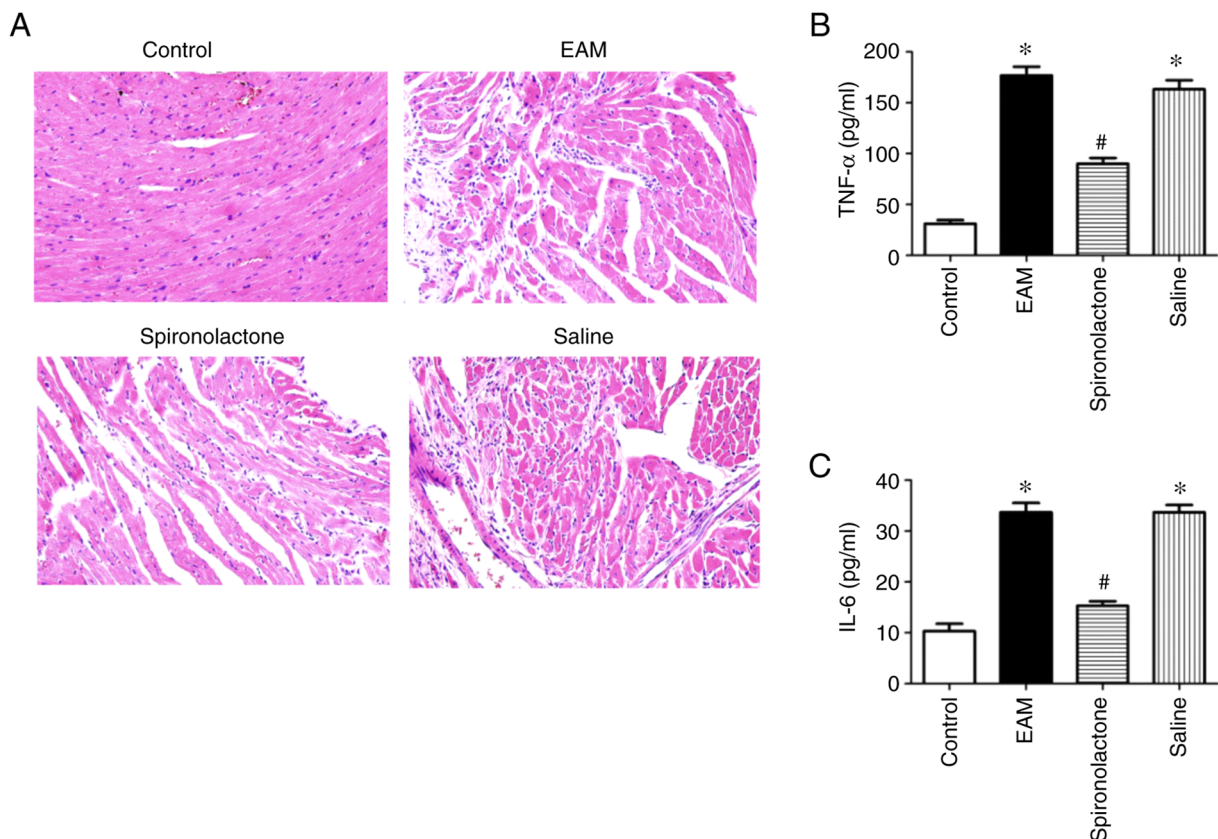 A
Control
EAM
Spironolactone
Saline
B
TNF-α (pg/ml)
200
150
100
50
0
*
#
*
Control
EAM
Spironolactone
Saline
C
IL-6 (pg/ml)
40
30
20
10
0
*
#
*
Control
EAM
Spironolactone
Saline